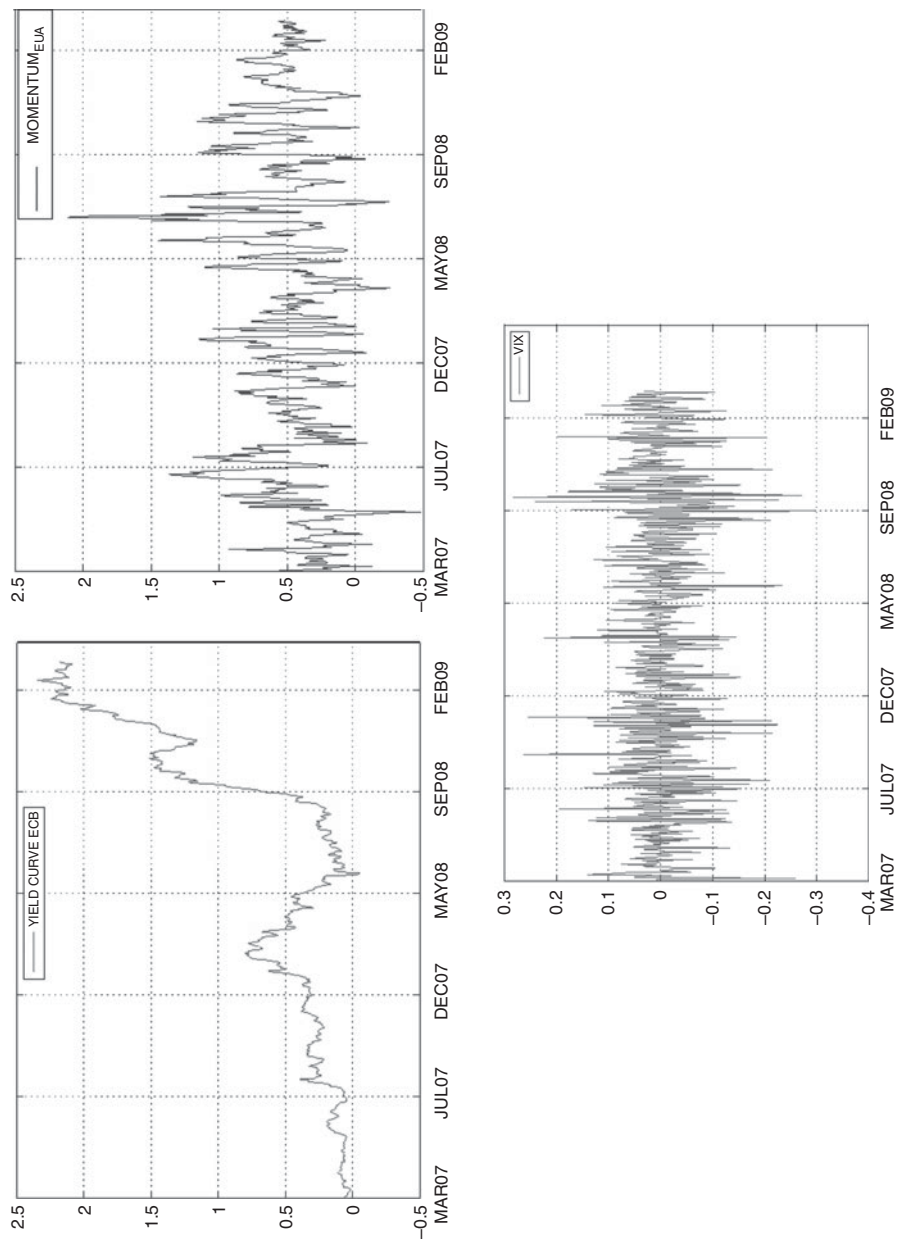 YIELD CURVE ECB
2.5
2
1.5
1
0.5
0
−0.5
MAR07
JUL07
DEC07
MAY08
SEP08
FEB09
MOMENTUM_EUA
2.5
2
1.5
1
0.5
0
−0.5
MAR07
JUL07
DEC07
MAY08
SEP08
FEB09
VIX
0.3
0.2
0.1
0
−0.1
−0.2
−0.3
−0.4
MAR07
JUL07
DEC07
MAY08
SEP08
FEB09